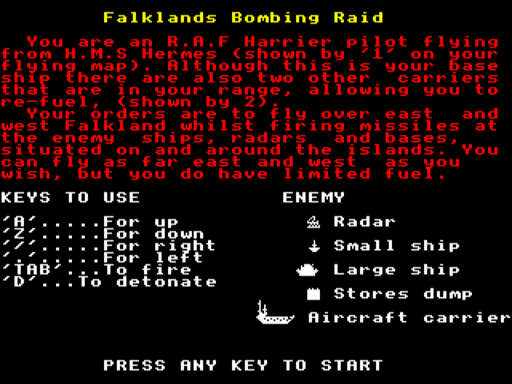 Falklands Bombing Raid
You are an R.A.F Harrier pilot flying
from H.M.S Hermes (shown by '1' on your
flying map). Although this is your base
ship there are also two other carriers
that are in your range, allowing you to
re-fuel, (shown by 2).
Your orders are to fly over east and
west Falkland whilst firing missiles at
the enemy ships, radars and bases,
situated on and around the islands. You
can fly as far east and west as you
wish, but you do have limited fuel.
KEYS TO USE
'A'.....For up
'Z'.....For down
'/'.....For right
'.'.....For left
'TAB'...To fire
'D'...To detonate
ENEMY
Radar
Small ship
Large ship
Stores dump
Aircraft carrier
PRESS ANY KEY TO START